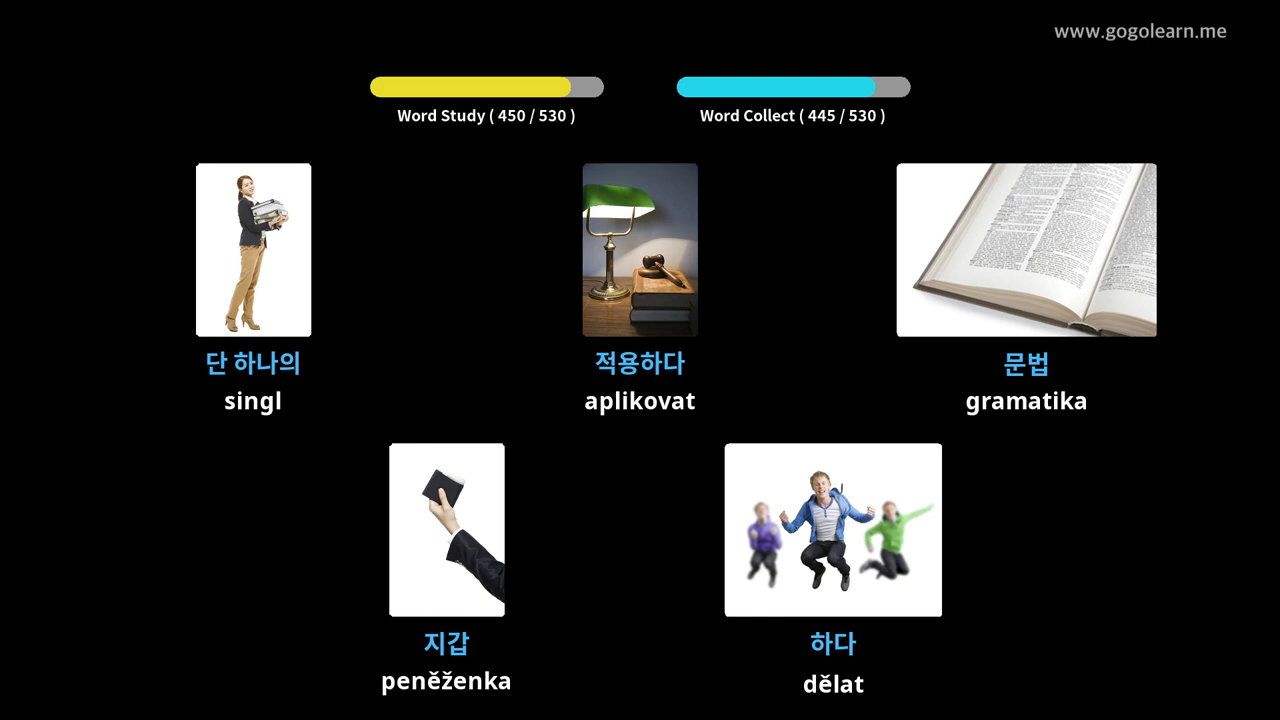 www.gogolearn.me
Word Study ( 450 / 530 )
Word Collect ( 445 / 530 )
단 하나의
singl
적용하다
aplikovat
문법
gramatika
지갑
peněženka
하다
dělat